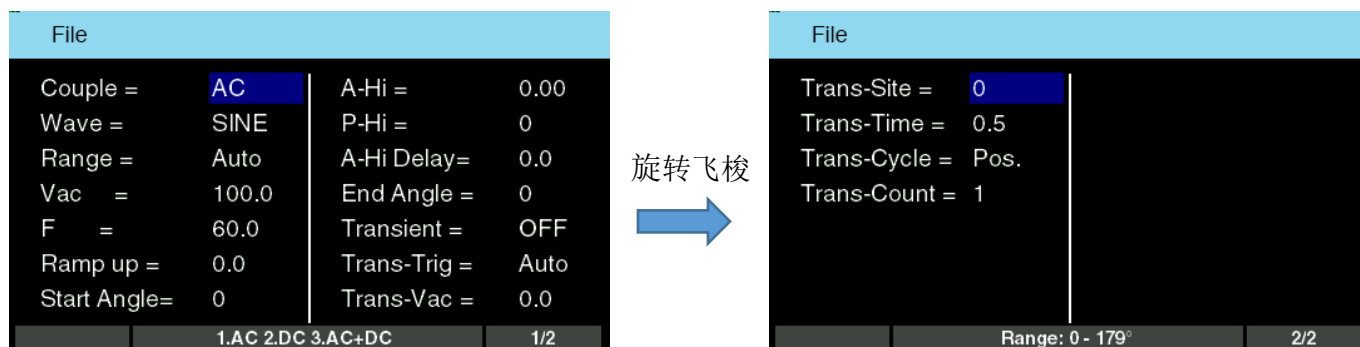 File
Couple = AC
Wave = SINE
Range = Auto
Vac = 100.0
F = 60.0
Ramp up = 0.0
Start Angle= 0
A-Hi = 0.00
P-Hi = 0
A-Hi Delay= 0.0
End Angle = 0
Transient = OFF
Trans-Trig = Auto
Trans-Vac = 0.0
1.AC 2.DC 3.AC+DC 1/2
旋转飞梭
File
Trans-Site = 0
Trans-Time = 0.5
Trans-Cycle = Pos.
Trans-Count = 1
Range: 0 - 179° 2/2